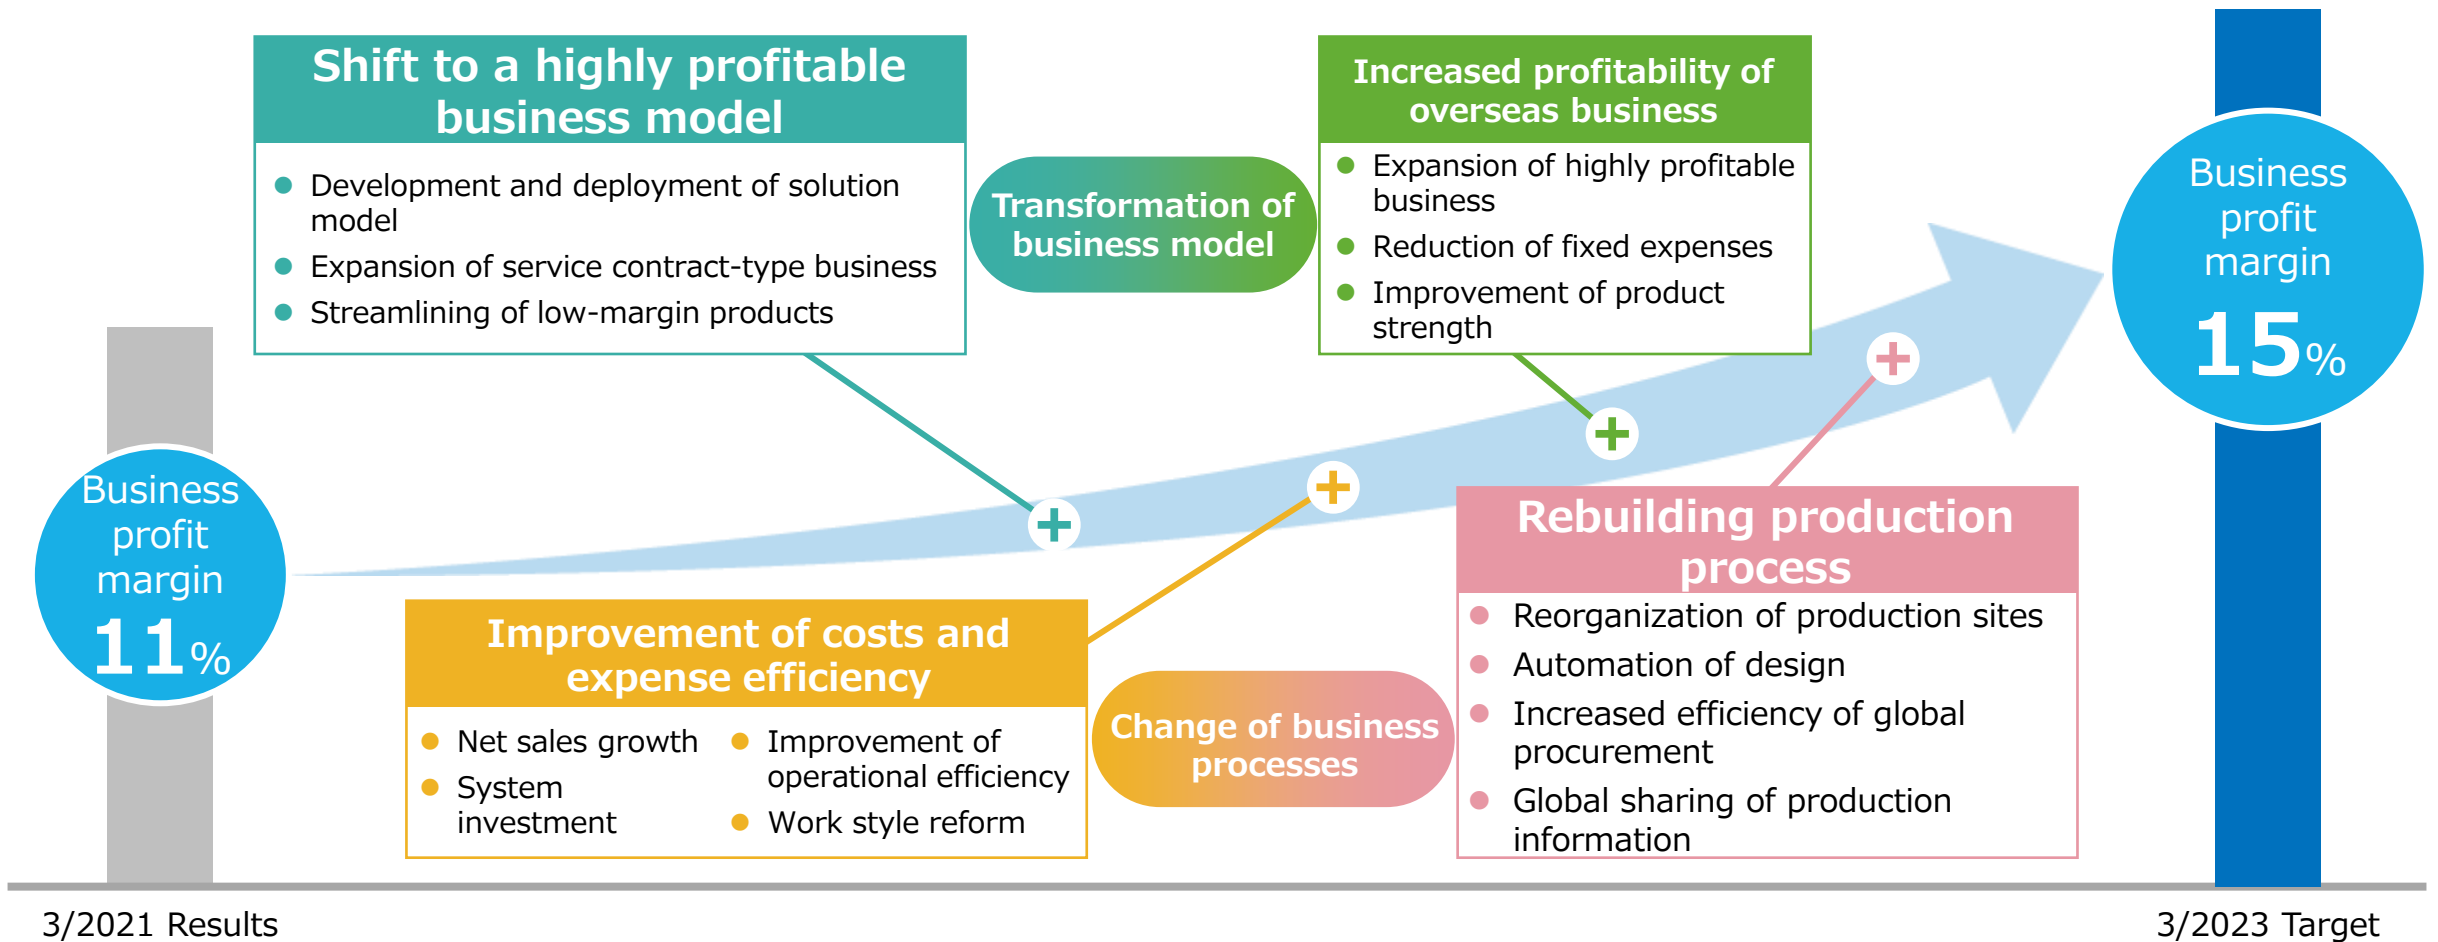 Shift to a highly profitable
business model
Development and deployment of solution
model
Expansion of service contract-type business
Streamlining of low-margin products
Transformation of
business model
Increased profitability of
overseas business
Expansion of highly profitable
business
Reduction of fixed expenses
Improvement of product
strength
Business
profit
margin
15%
Business
profit
margin
11%
Improvement of costs and
expense efficiency
Net sales growth
System
investment
Improvement of
operational efficiency
Work style reform
Change of business
processes
Rebuilding production
process
Reorganization of production sites
Automation of design
Increased efficiency of global
procurement
Global sharing of production
information
3/2021 Results
3/2023 Target